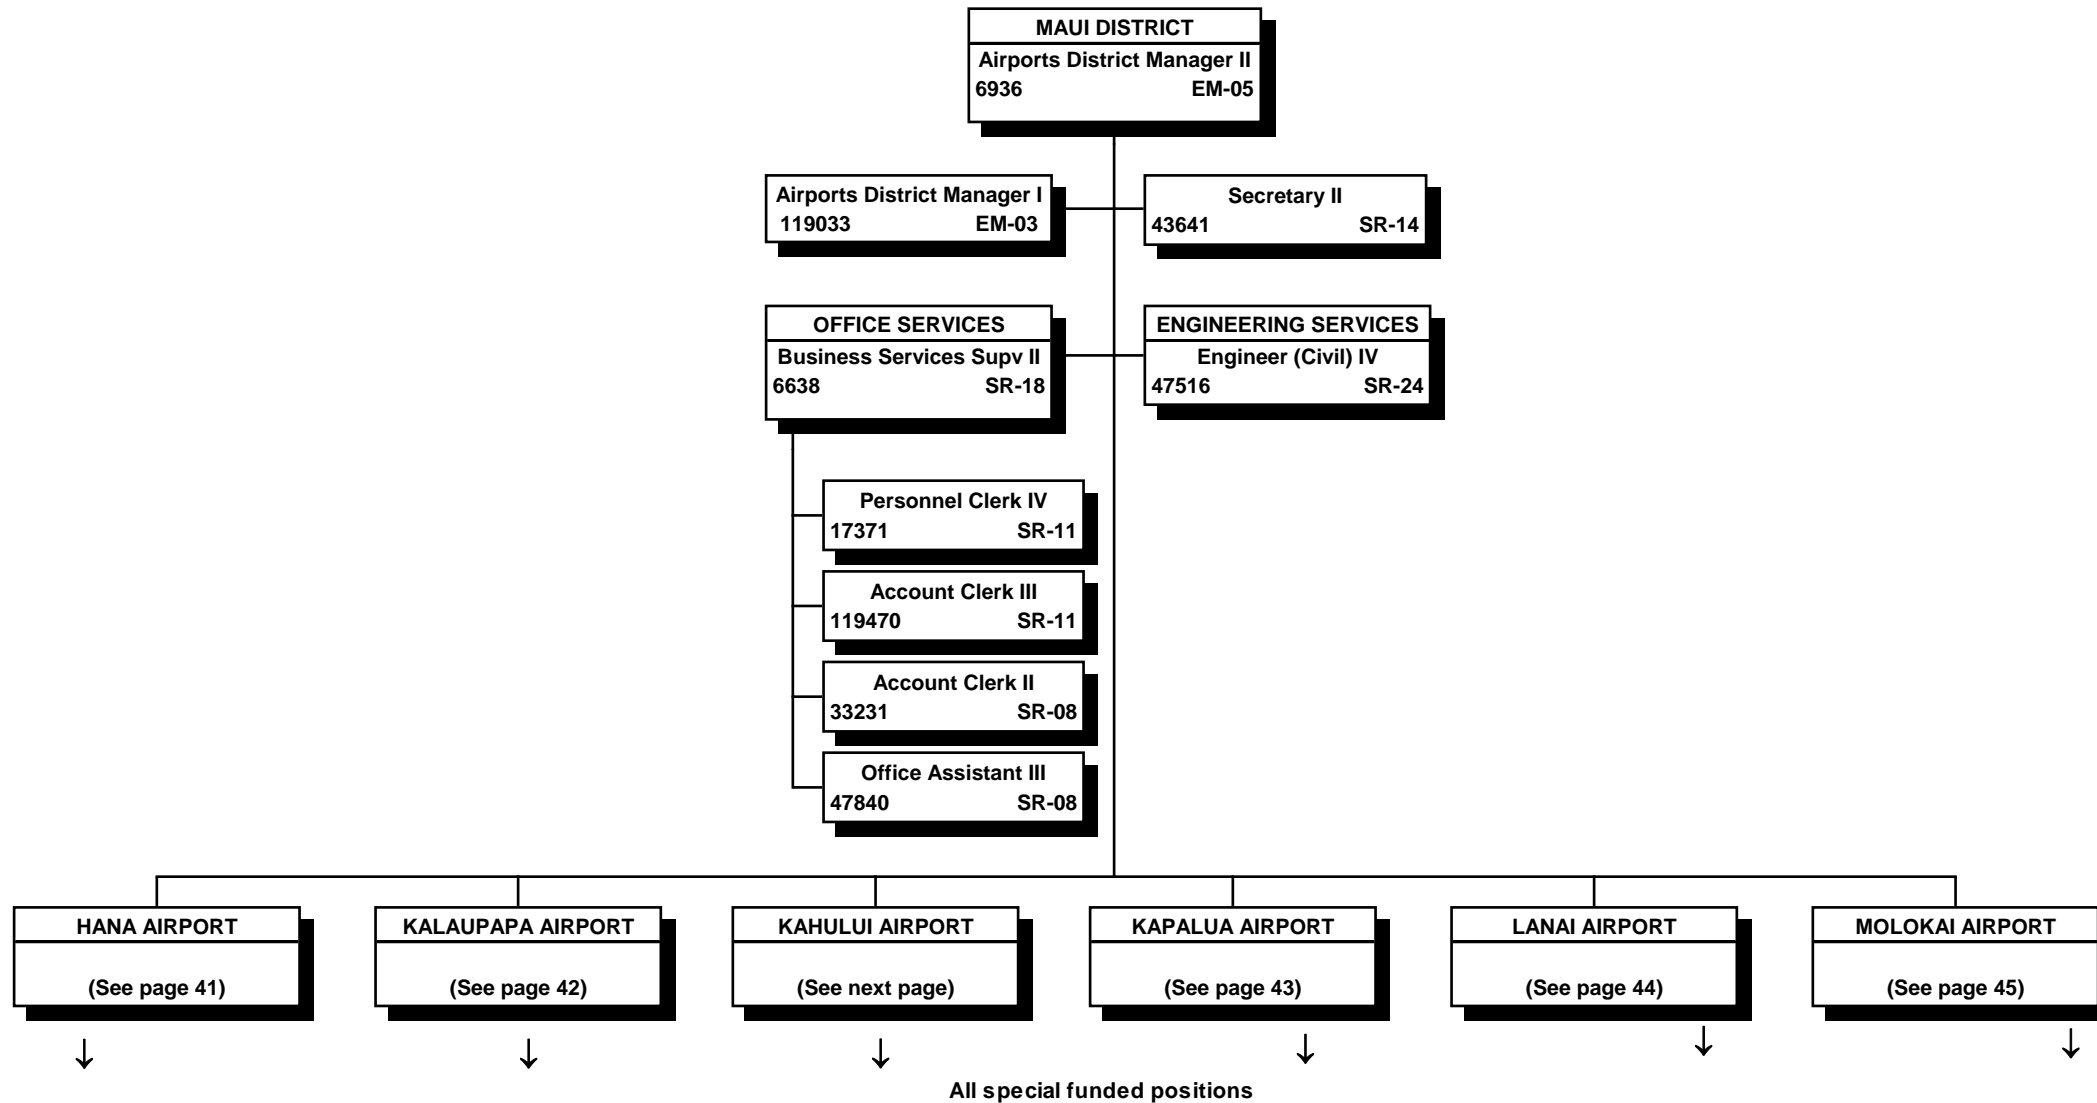 MAUI DISTRICT
Airports District Manager II
6936 EM-05
Airports District Manager I
119033 EM-03
Secretary II
43641 SR-14
OFFICE SERVICES
Business Services Supv II
6638 SR-18
ENGINEERING SERVICES
Engineer (Civil) IV
47516 SR-24
Personnel Clerk IV
17371 SR-11
Account Clerk III
119470 SR-11
Account Clerk II
33231 SR-08
Office Assistant III
47840 SR-08
HANA AIRPORT
(See page 41)
KALAUPAPA AIRPORT
(See page 42)
KAHULUI AIRPORT
(See next page)
KAPALUA AIRPORT
(See page 43)
LANAI AIRPORT
(See page 44)
MOLOKAI AIRPORT
(See page 45)
All special funded positions